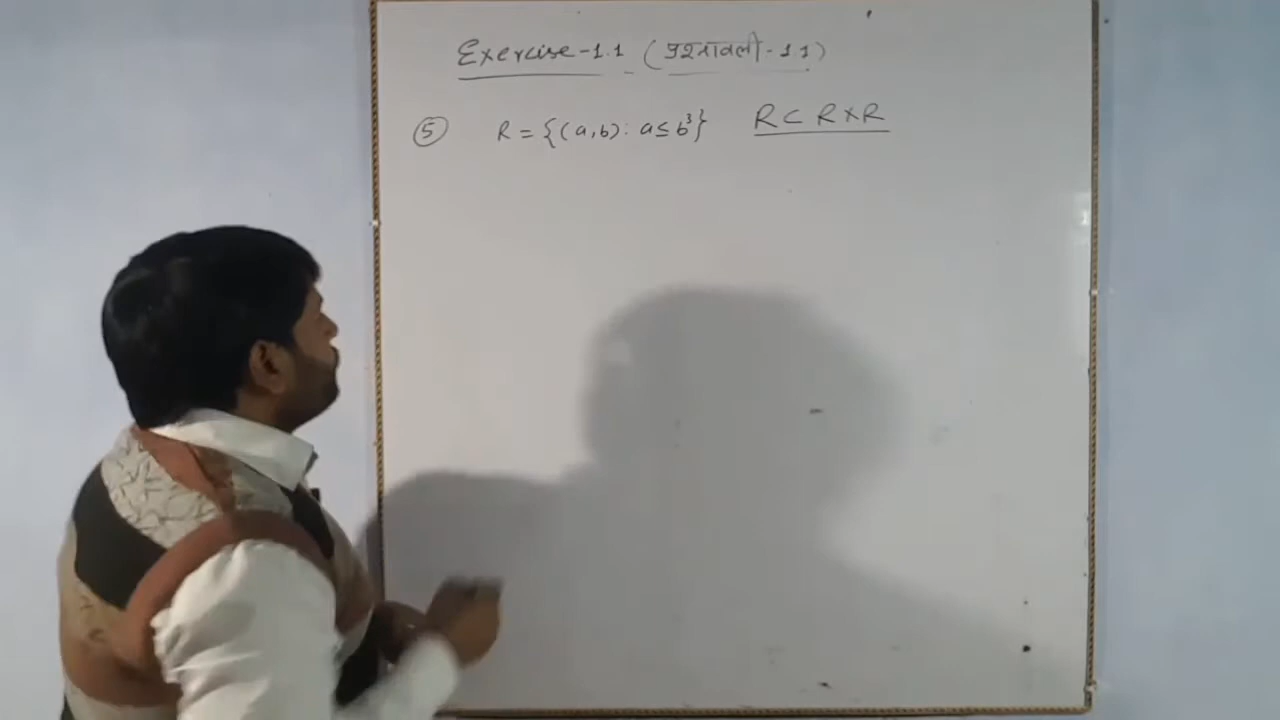 Exercise-1.1 (प्रश्नावली-1.1)
⑤ R = {(a,b): a≤b³} R⊂R×R